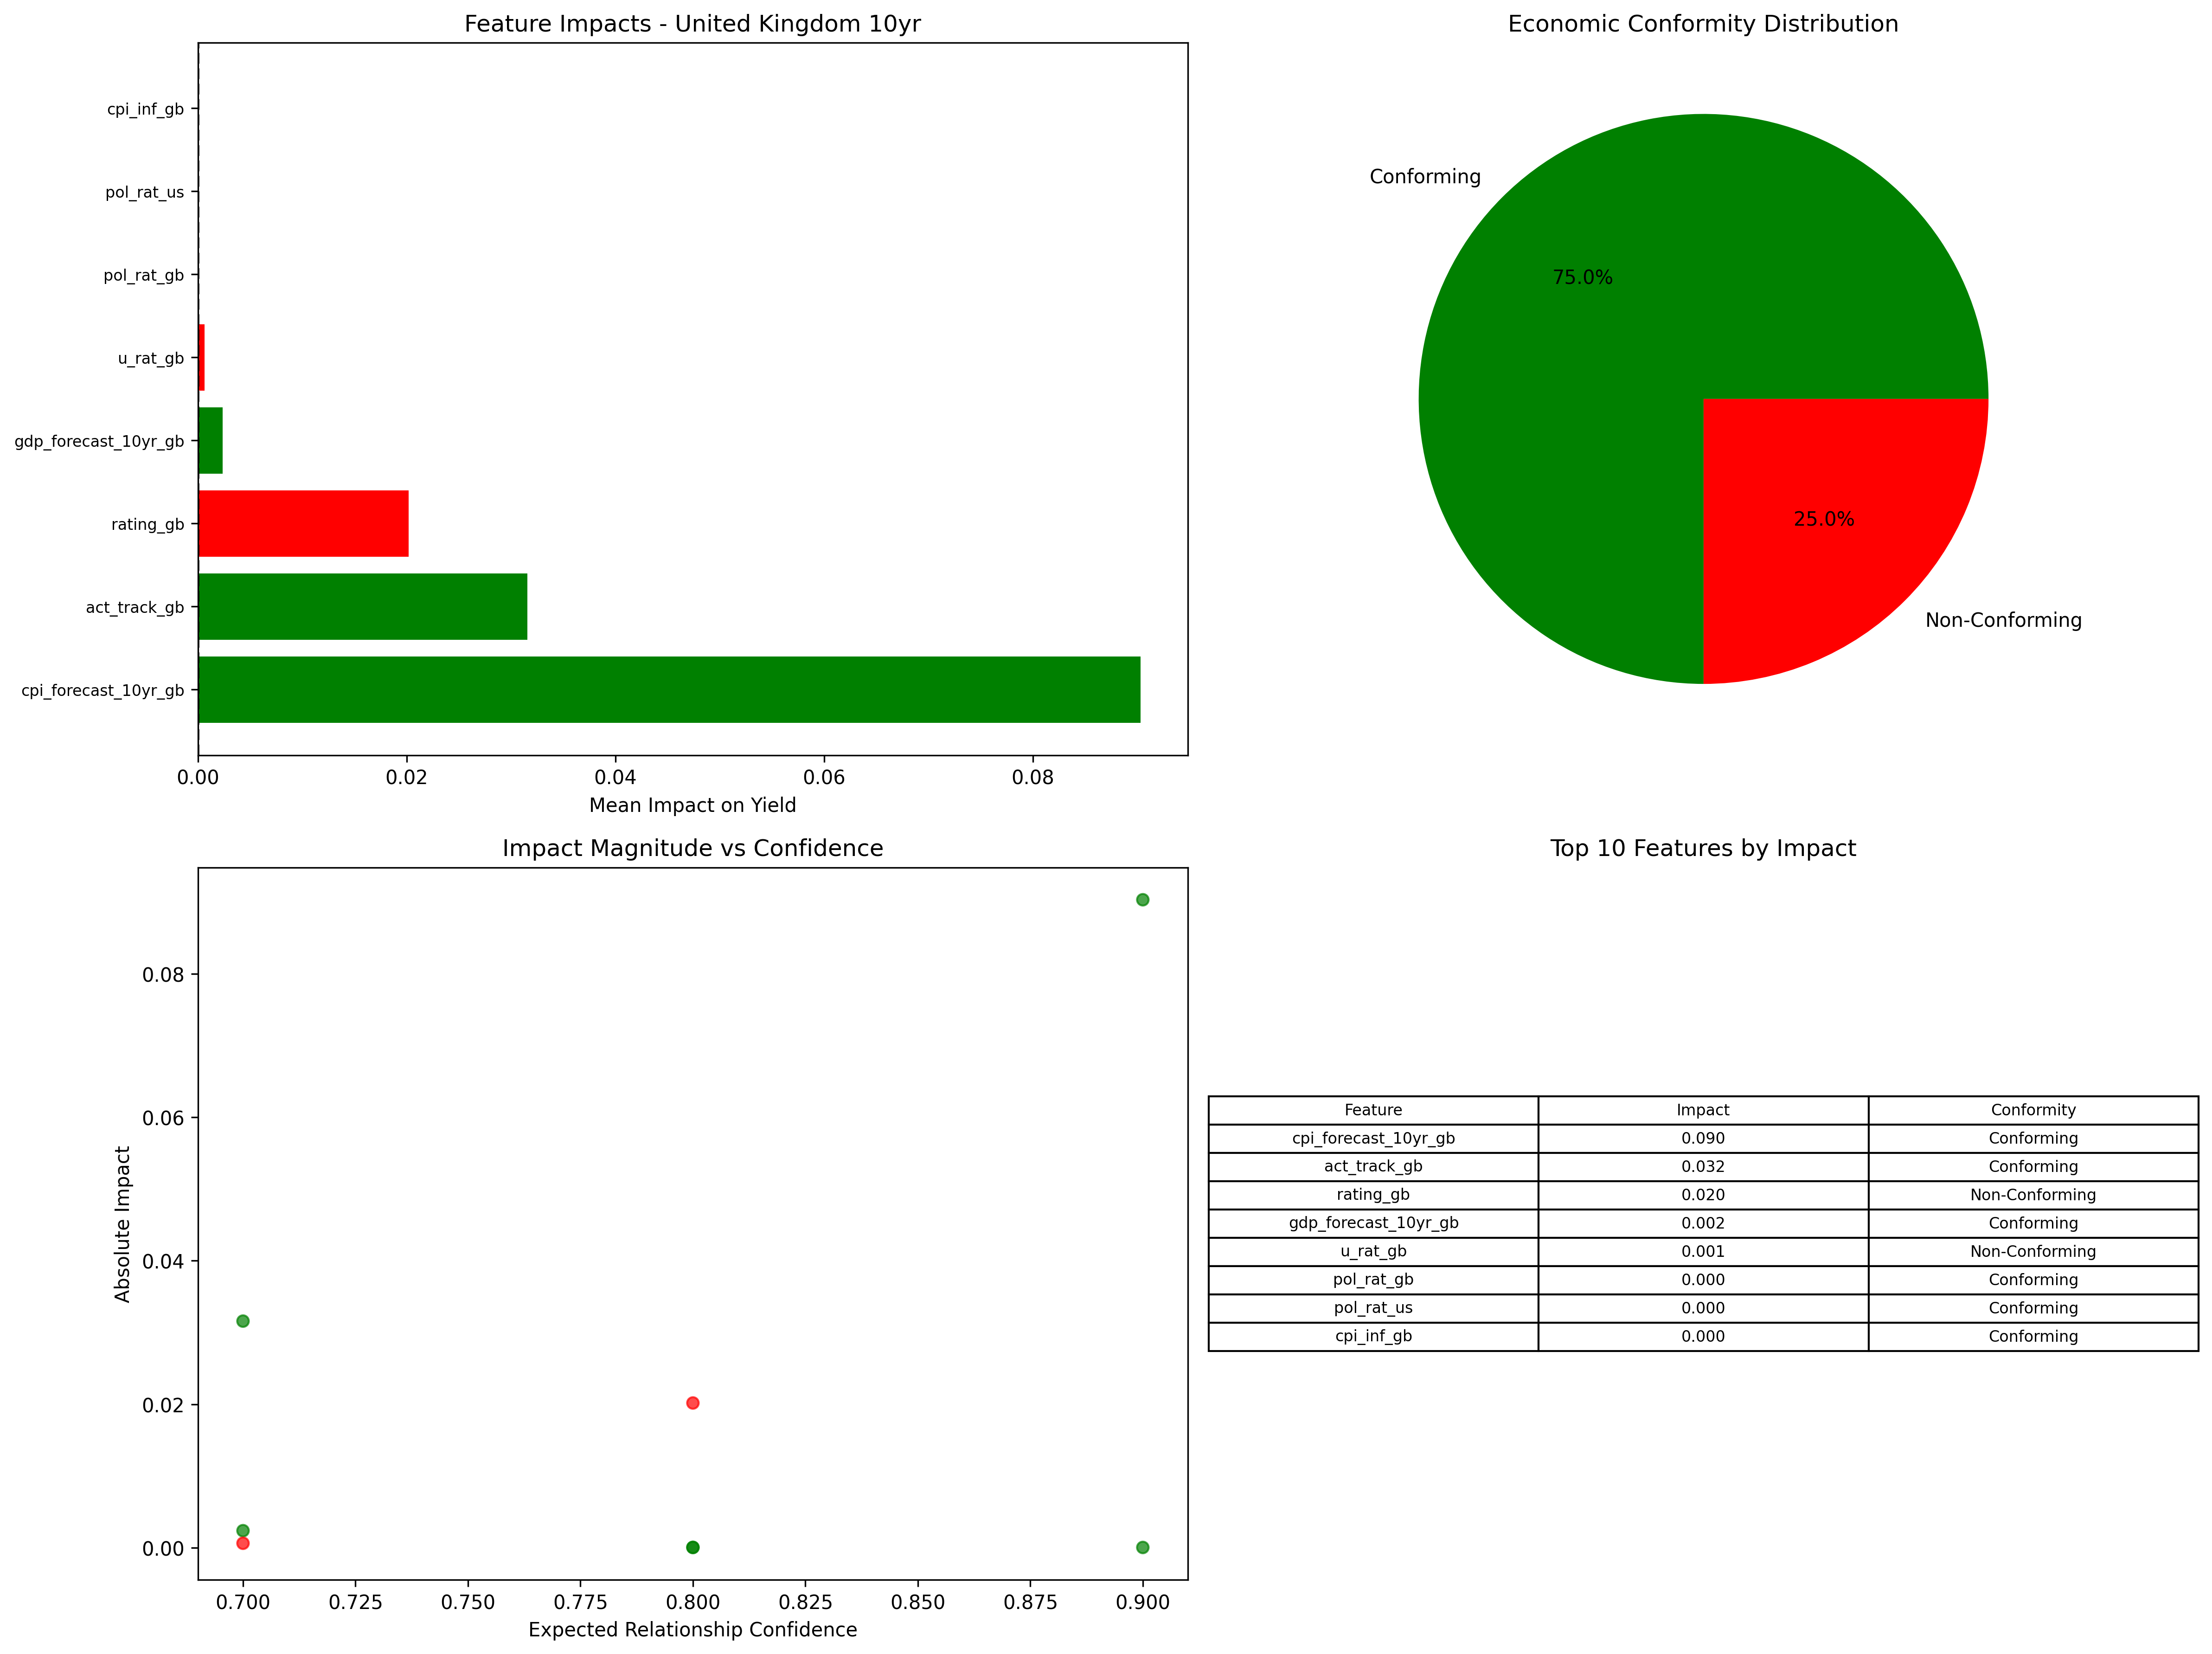 Feature Impacts - United Kingdom 10yr
cpi_inf_gb
pol_rat_us
pol_rat_gb
u_rat_gb
gdp_forecast_10yr_gb
rating_gb
act_track_gb
cpi_forecast_10yr_gb
0.00 0.02 0.04 0.06 0.08
Mean Impact on Yield
Economic Conformity Distribution
Conforming
75.0%
25.0%
Non-Conforming
Impact Magnitude vs Confidence
Absolute Impact
0.08
0.06
0.04
0.02
0.00
0.700 0.725 0.750 0.775 0.800 0.825 0.850 0.875 0.900
Expected Relationship Confidence
Top 10 Features by Impact
Feature Impact Conformity
cpi_forecast_10yr_gb 0.090 Conforming
act_track_gb 0.032 Conforming
rating_gb 0.020 Non-Conforming
gdp_forecast_10yr_gb 0.002 Conforming
u_rat_gb 0.001 Non-Conforming
pol_rat_gb 0.000 Conforming
pol_rat_us 0.000 Conforming
cpi_inf_gb 0.000 Conforming